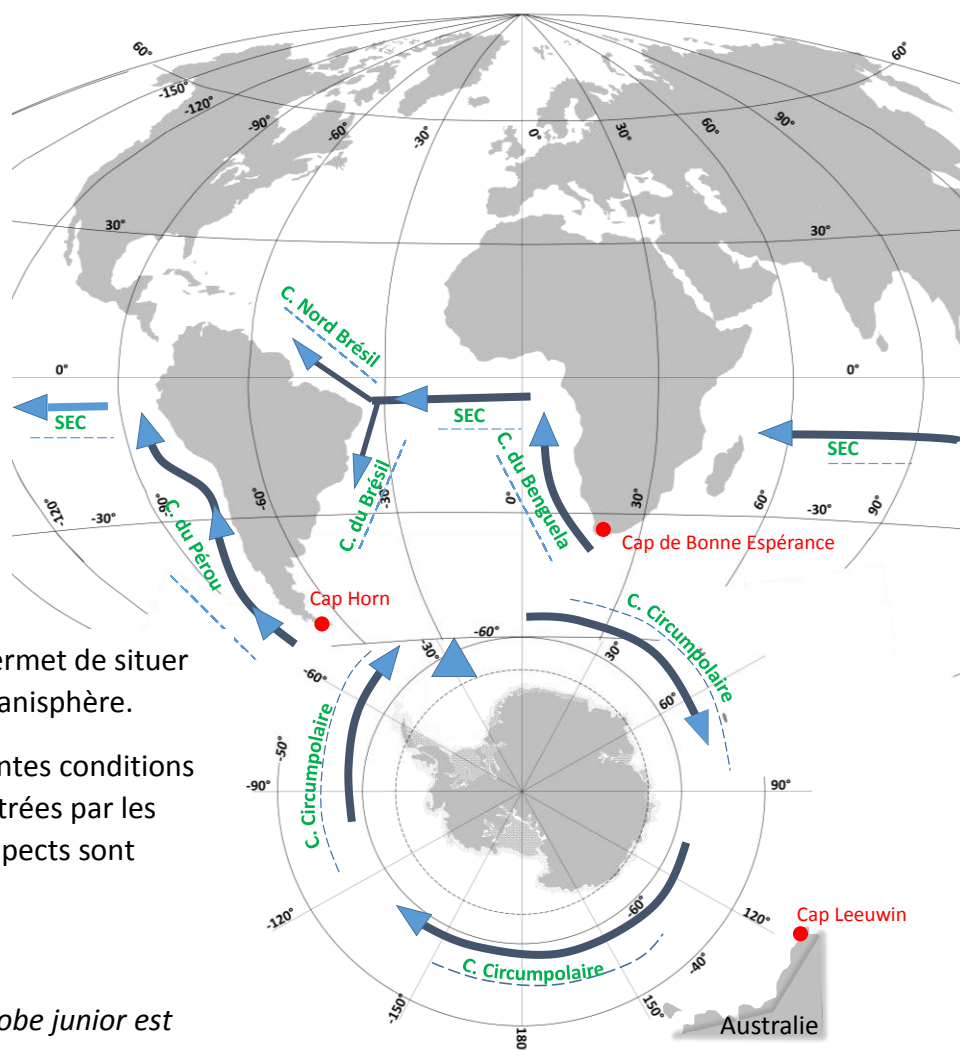 60°
60°
-150°
-120°
-90°
-60°
-30°
0°
30°
60°
90°
30°
30°
C. Nord Brésil
0°
0°
SEC
SEC
SEC
C. du Pérou
C. du Brésil
C. du Benguela
-120°
-90°
-60°
-30°
0°
30°
60°
90°
-30°
-30°
Cap de Bonne Espérance
Cap Horn
C. Circumpolaire
-60°
-30°
30°
ermet de situer
-60°
60°
anisphère.
C. Circumpolaire
-50°
ntes conditions
-90°
90°
trées par les
pects sont
-120°
-60°
120°
Cap Leeuwin
-40°
C. Circumpolaire
-150°
150°
obe junior est
180
Australie